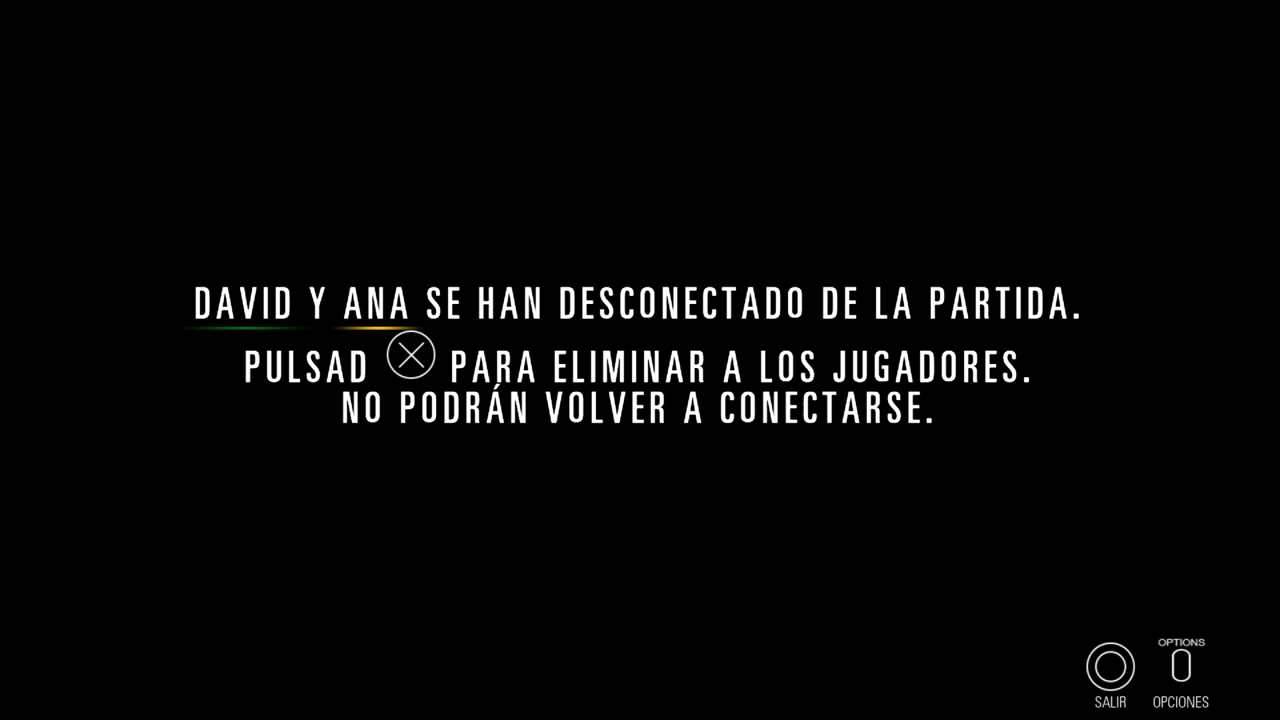 DAVID Y ANA SE HAN DESCONECTADO DE LA PARTIDA.
PULSAD PARA ELIMINAR A LOS JUGADORES.
NO PODRÁN VOLVER A CONECTARSE.
OPTIONS
SALIR OPCIONES